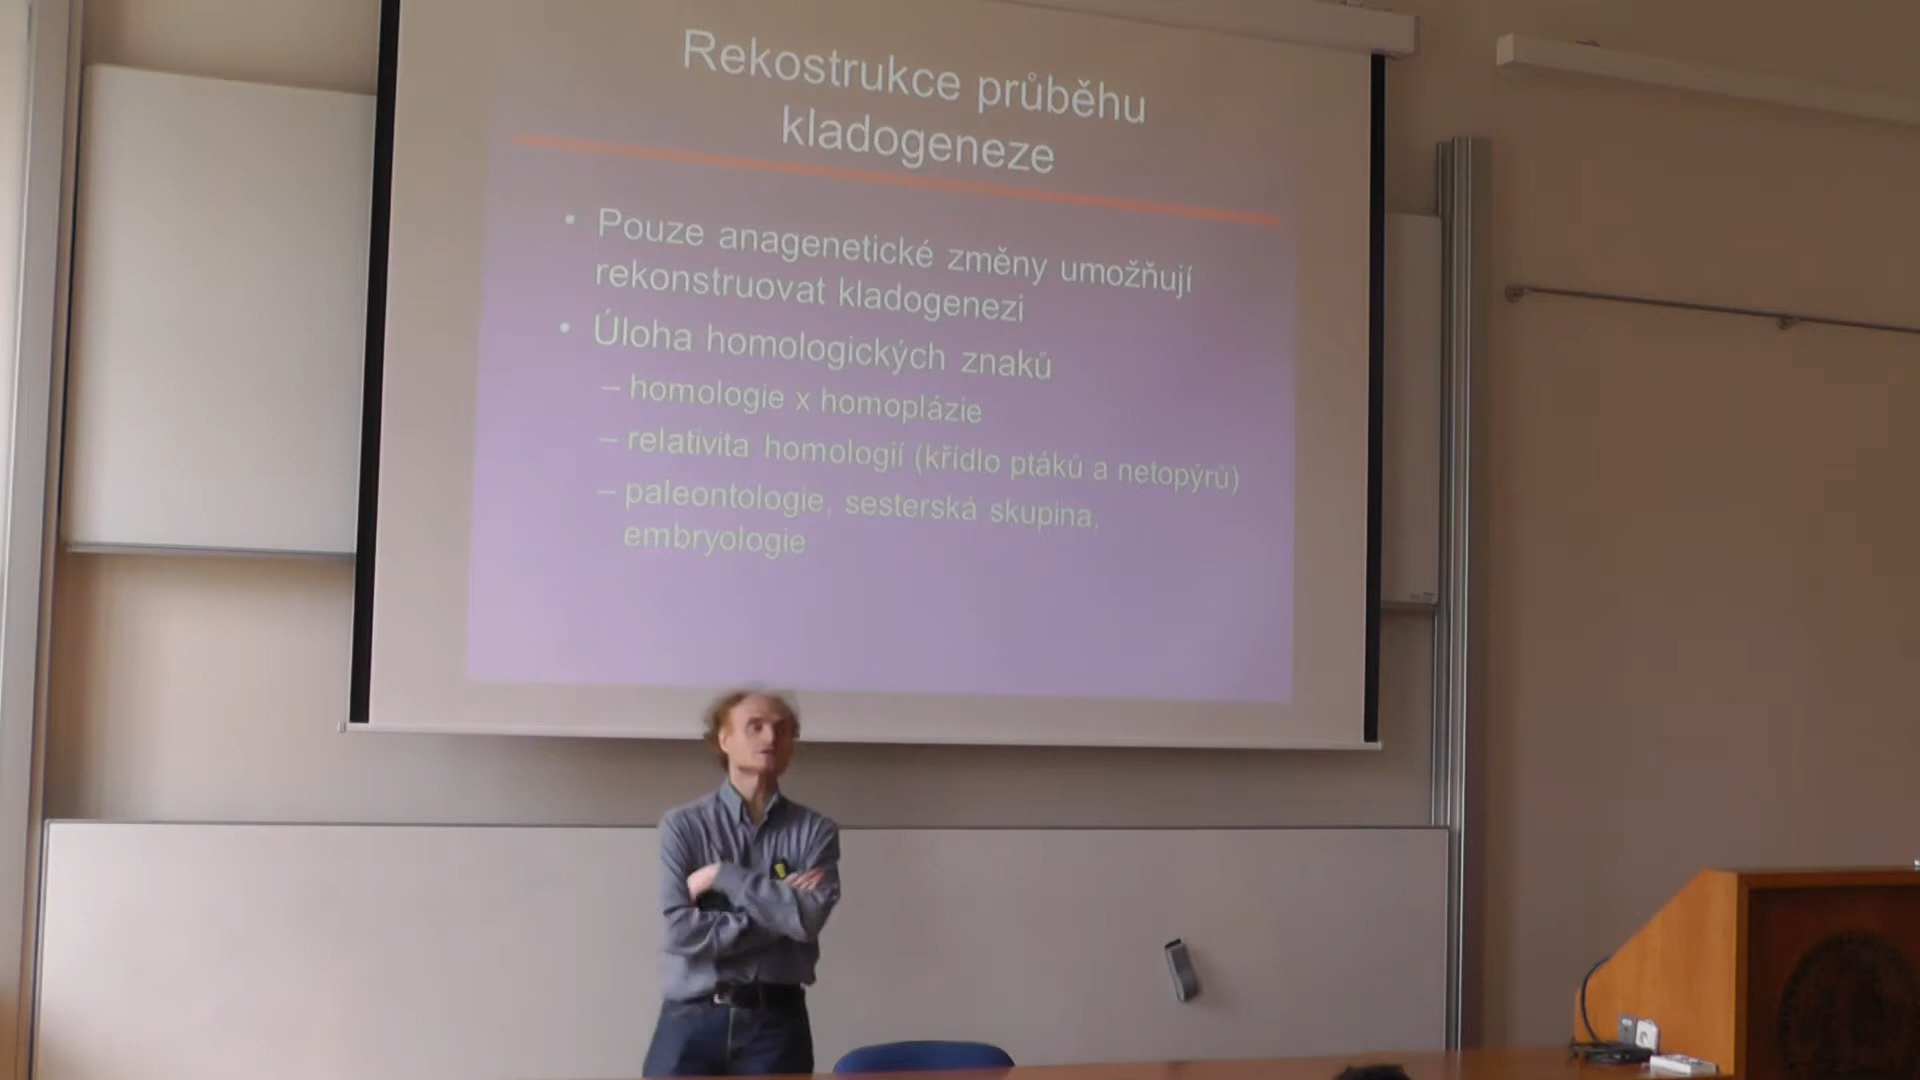 Rekostrukce průběhu
kladogeneze
• Pouze anagenetické změny umožňují
rekonstruovat kladogenezi
• Úloha homologických znaků
– homologie x homoplázie
– relativita homologií (křídlo ptáků a netopýrů)
– paleontologie, sesterská skupina,
embryologie